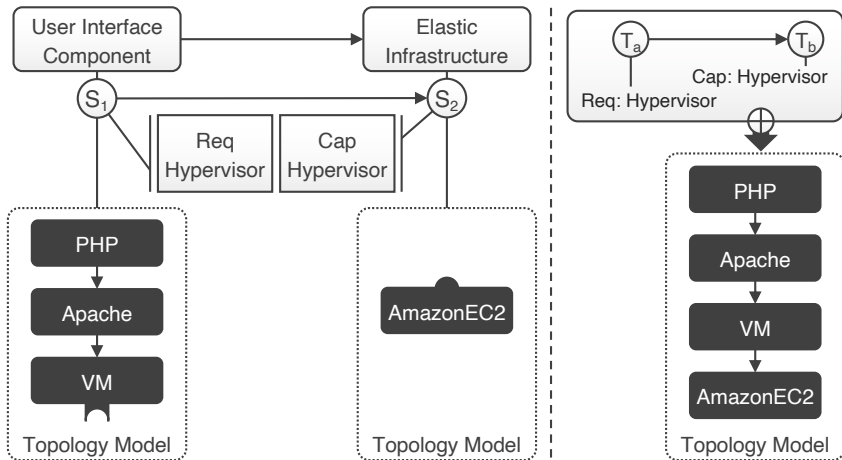 User Interface
Component
Elastic
Infrastructure
S1
S2
Req
Hypervisor
Cap
Hypervisor
PHP
Apache
VM
Topology Model
AmazonEC2
Topology Model
Ta
Tb
Cap: Hypervisor
Req: Hypervisor
PHP
Apache
VM
AmazonEC2
Topology Model